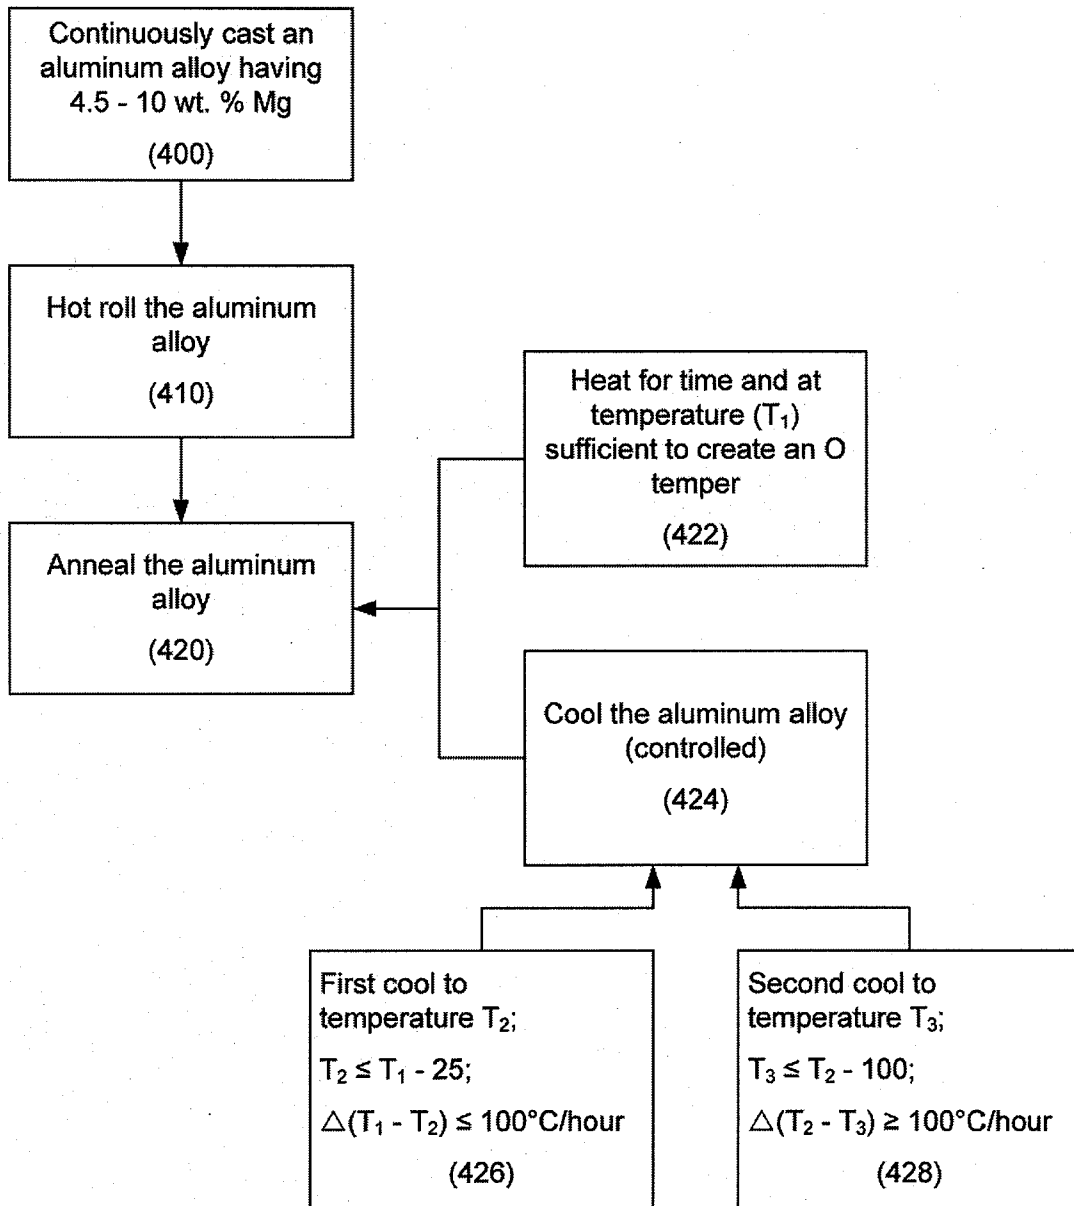 Continuously cast an
aluminum alloy having
4.5 - 10 wt. % Mg
(400)
Hot roll the aluminum
alloy
(410)
Anneal the aluminum
alloy
(420)
Heat for time and at
temperature (T₁)
sufficient to create an O
temper
(422)
Cool the aluminum alloy
(controlled)
(424)
First cool to
temperature T₂;
T₂ ≤ T₁ - 25;
△(T₁ - T₂) ≤ 100°C/hour
(426)
Second cool to
temperature T₃;
T₃ ≤ T₂ - 100;
△(T₂ - T₃) ≥ 100°C/hour
(428)